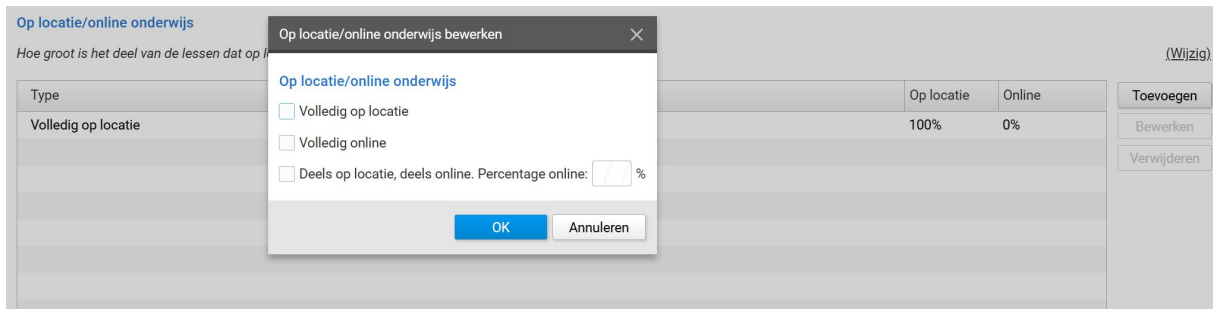 Op locatie/online onderwijs
Hoe groot is het deel van de lessen dat op
(Wijzig)
Type
Op locatie
Online
Volledig op locatie
100%
0%
Toevoegen
Bewerken
Verwijderen
Op locatie/online onderwijs bewerken
Op locatie/online onderwijs
Volledig op locatie
Volledig online
Deels op locatie, deels online. Percentage online: %
OK
Annuleren